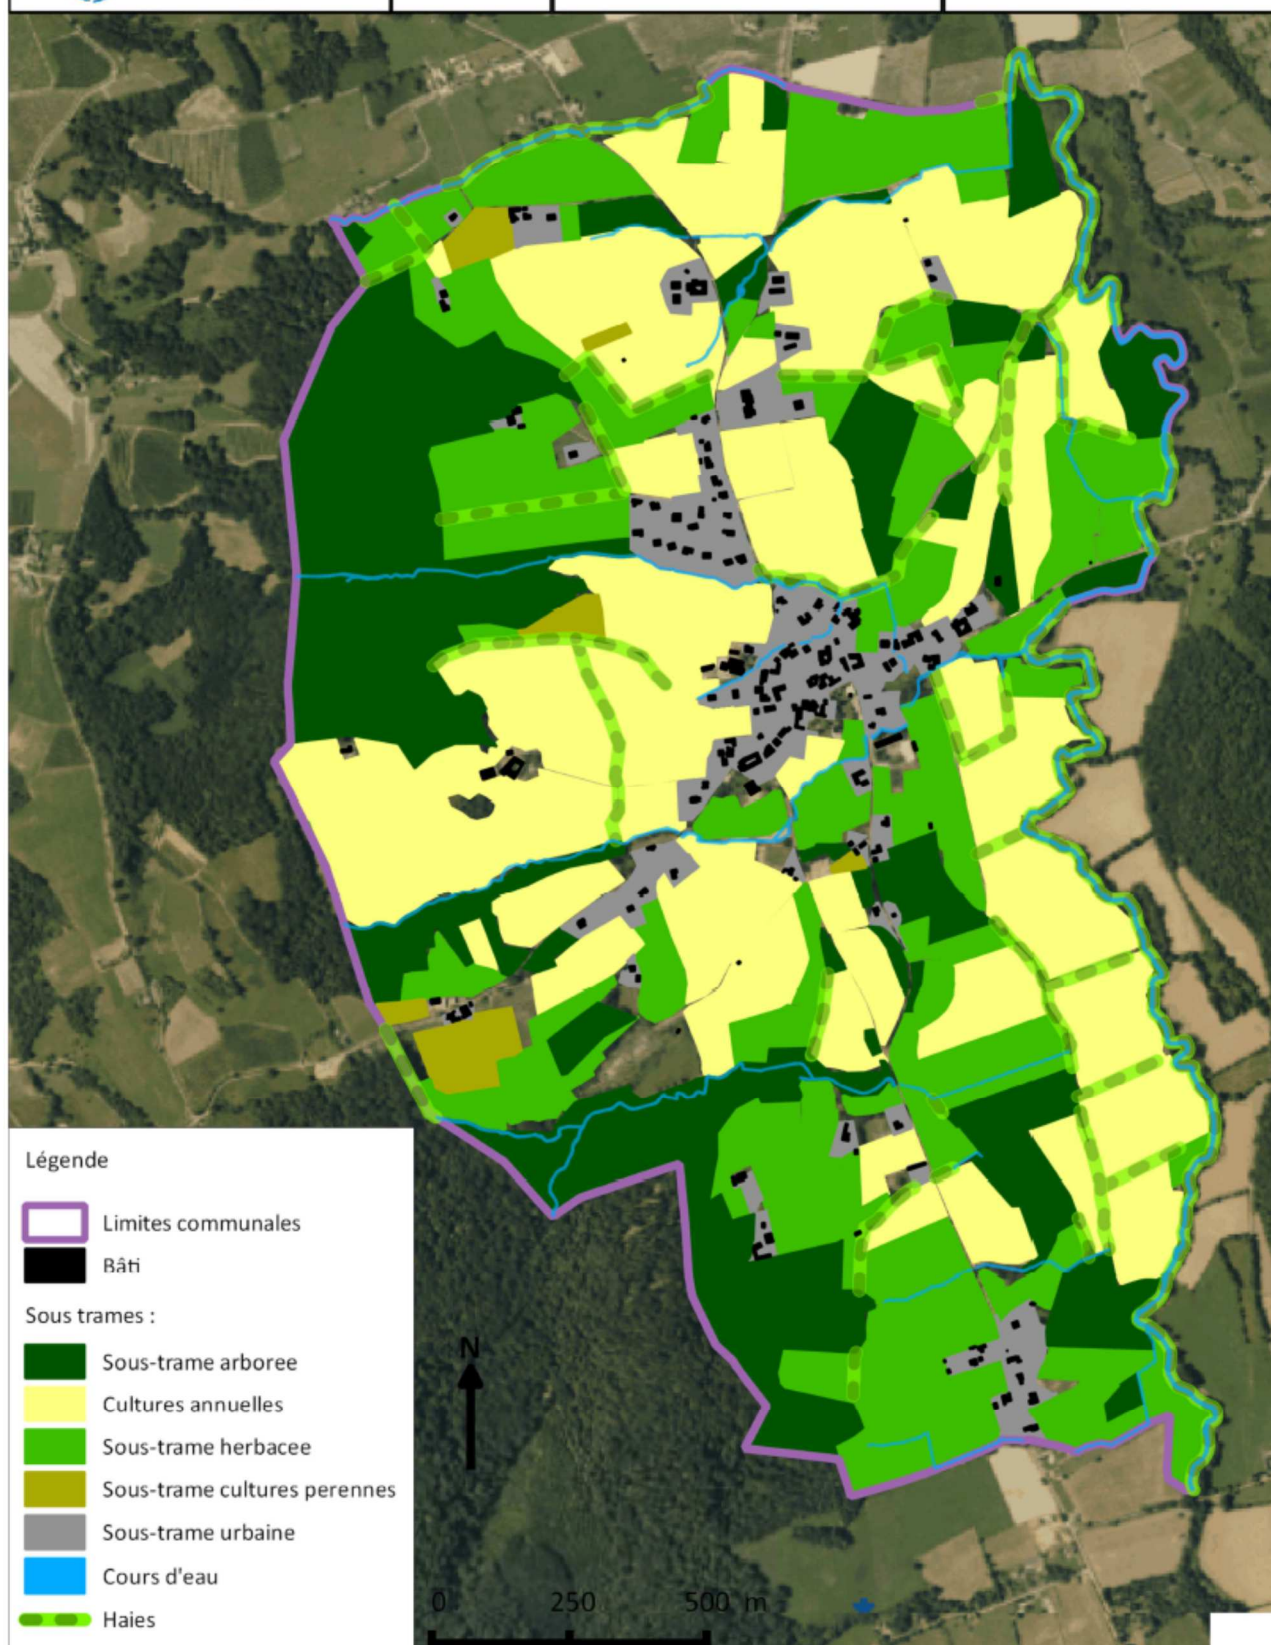 Légende
Limites communales
Bâti
Sous trames :
Sous-trame arboree
Cultures annuelles
Sous-trame herbacee
Sous-trame cultures perennes
Sous-trame urbaine
Cours d'eau
Haies
N
0 250 500 m